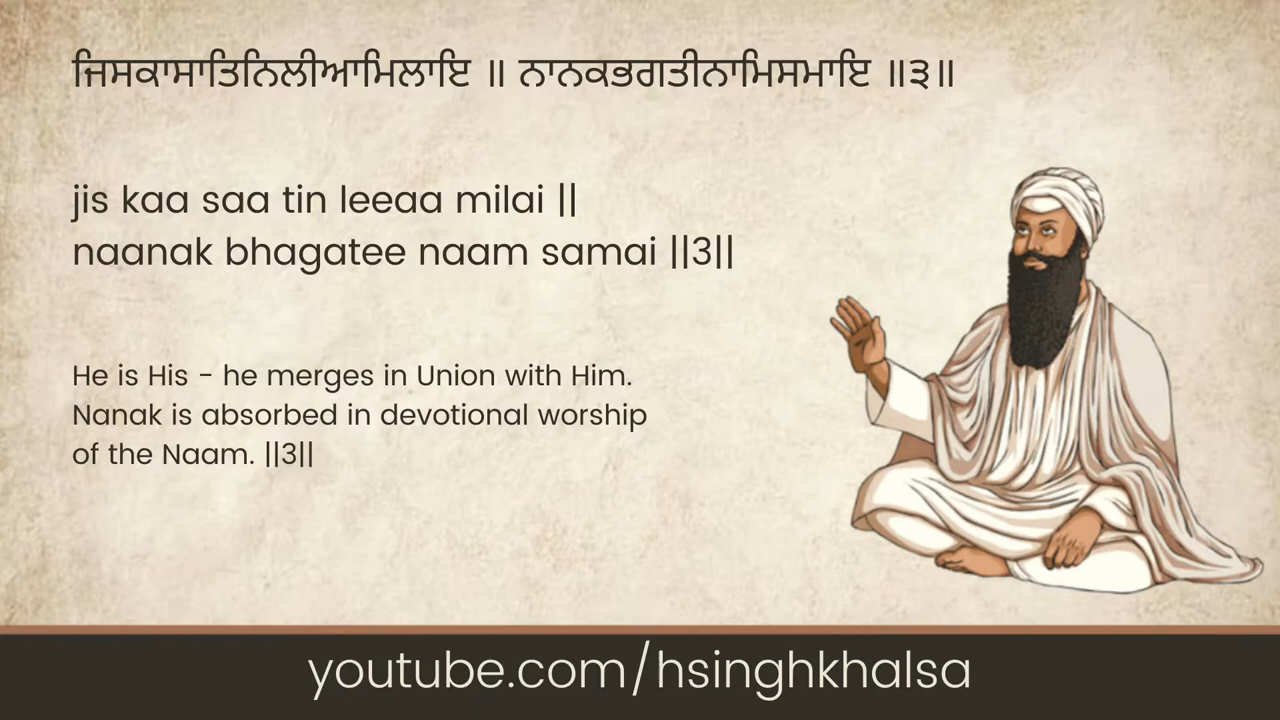 ਜਿਸਕਾਸਾਤਿਨਿਲੀਆਮਿਲਾਇ ॥ ਨਾਨਕਭਗਤੀਨਾਮਿਸਮਾਇ ॥੩॥
jis kaa saa tin leeaa milai ||
naanak bhagatee naam samai ||3||
He is His - he merges in Union with Him.
Nanak is absorbed in devotional worship
of the Naam. ||3||
youtube.com/hsinghkhalsa